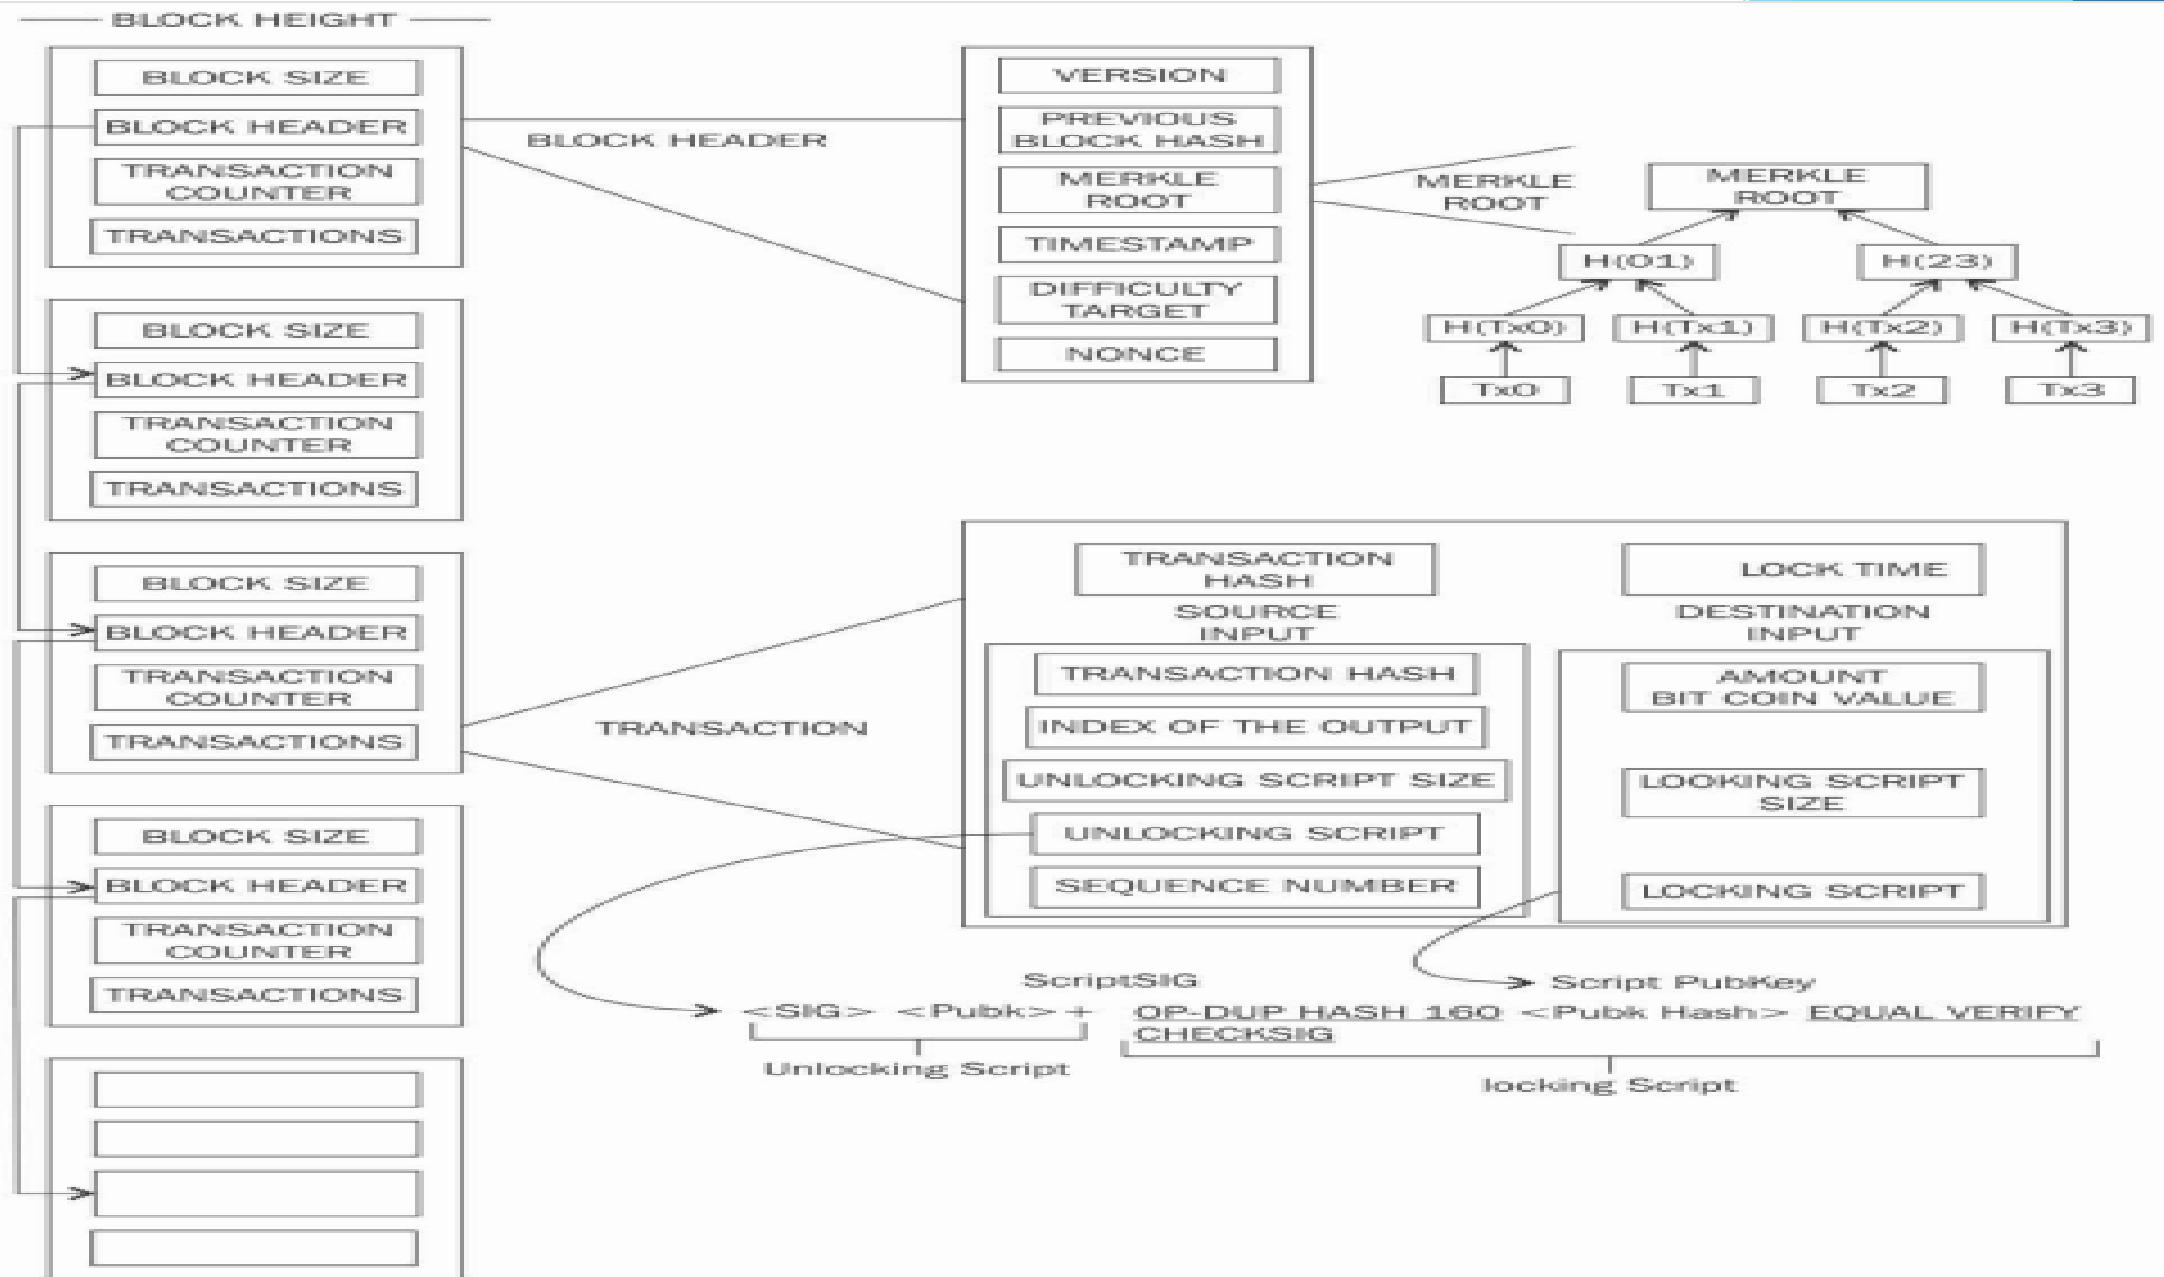 BLOCK HEIGHT
BLOCK SIZE
BLOCK HEADER
TRANSACTION
COUNTER
TRANSACTIONS
BLOCK SIZE
BLOCK HEADER
TRANSACTION
COUNTER
TRANSACTIONS
BLOCK SIZE
BLOCK HEADER
TRANSACTION
COUNTER
TRANSACTIONS
BLOCK SIZE
BLOCK HEADER
TRANSACTION
COUNTER
TRANSACTIONS
BLOCK HEADER
VERSION
PREVIOUS
BLOCK HASH
MERKLE
ROOT
TIMESTAMP
DIFFICULTY
TARGET
NONCE
MERKLE
ROOT
MERKLE
ROOT
H(01)
H(23)
H(Tx0)
H(Tx1)
H(Tx2)
H(Tx3)
Tx0
Tx1
Tx2
Tx3
TRANSACTION
TRANSACTION
HASH
SOURCE
INPUT
TRANSACTION HASH
INDEX OF THE OUTPUT
UNLOCKING SCRIPT SIZE
UNLOCKING SCRIPT
SEQUENCE NUMBER
LOCK TIME
DESTINATION
INPUT
AMOUNT
BIT COIN VALUE
LOOKING SCRIPT
SIZE
LOCKING SCRIPT
ScriptSIG
Script PubKey
<SIG> <Pubk> + OP-DUP HASH 160 <Pubk Hash> EQUAL VERIFY
CHECKSIG
Unlocking Script
locking Script